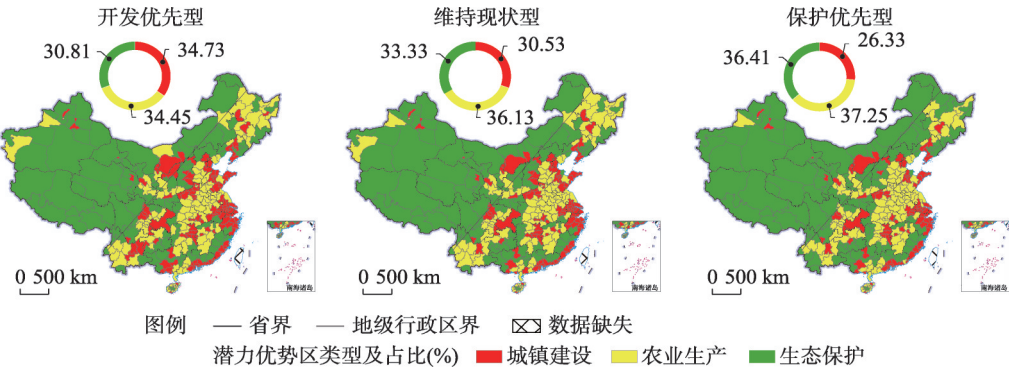 开发优先型
维持现状型
保护优先型
30.81
34.73
34.45
33.33
30.53
36.13
36.41
26.33
37.25
0 500 km
南海诸岛
0 500 km
南海诸岛
0 500 km
南海诸岛
图例 省界 地级行政区界 数据缺失
潜力优势区类型及占比(%) 城镇建设 农业生产 生态保护